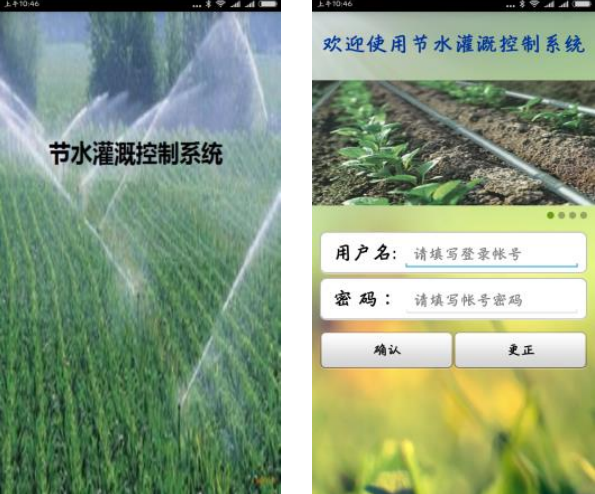 上午10:46
节水灌溉控制系统
上午10:46
欢迎使用节水灌溉控制系统
用户名: 请填写登录帐号
密码: 请填写帐号密码
确认 更正